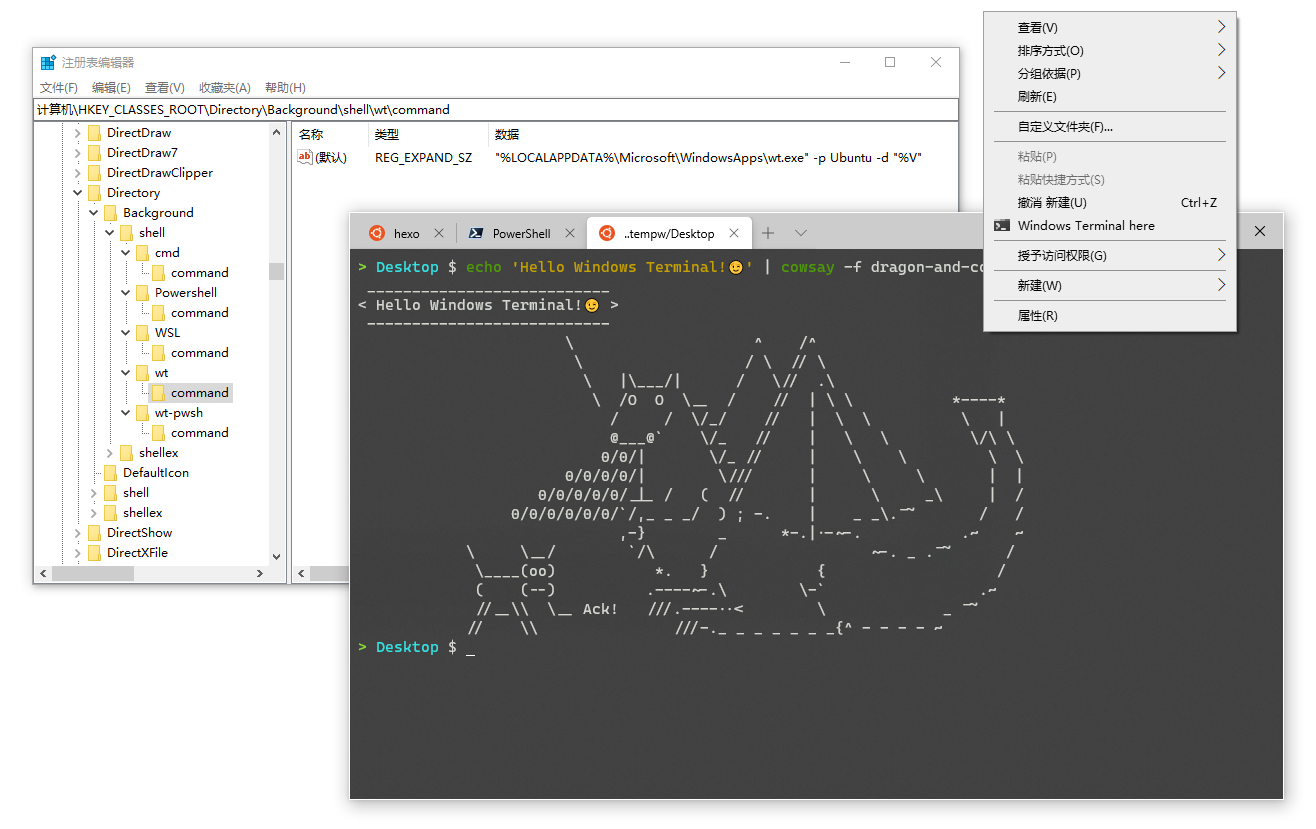 注册表编辑器
文件(F) 编辑(E) 查看(V) 收藏夹(A) 帮助(H)
计算机\HKEY_CLASSES_ROOT\Directory\Background\shell\wt\command
DirectDraw
DirectDraw7
DirectDrawClipper
Directory
Background
shell
cmd
command
Powershell
command
WSL
command
wt
command
wt-pwsh
command
shellex
DefaultIcon
shell
shellex
DirectShow
DirectXFile
名称 类型 数据
(默认) REG_EXPAND_SZ "%LOCALAPPDATA%\Microsoft\WindowsApps\wt.exe" -p Ubuntu -d "%V"
hexo PowerShell ..tempw/Desktop
> Desktop $ echo 'Hello Windows Terminal!😉' | cowsay -f
< Hello Windows Terminal!😉 >
Ack!
> Desktop $ _
查看(V)
排序方式(O)
分组依据(P)
刷新(E)
自定义文件夹(F)...
粘贴(P)
粘贴快捷方式(S)
撤消 新建(U) Ctrl+Z
Windows Terminal here
授予访问权限(G)
新建(W)
属性(R)